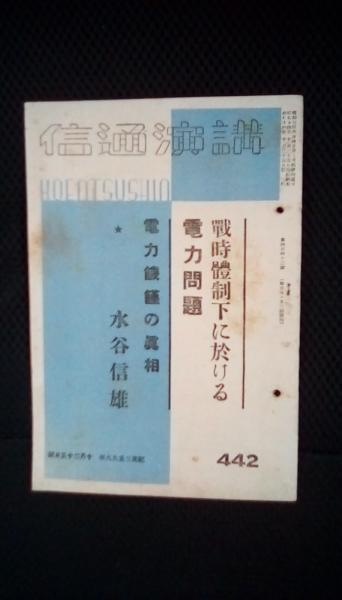 講演通信
KOENTSUSHIN
戰時體制下に於ける
電力問題
電力饑饉の眞相
★
水谷信雄
442